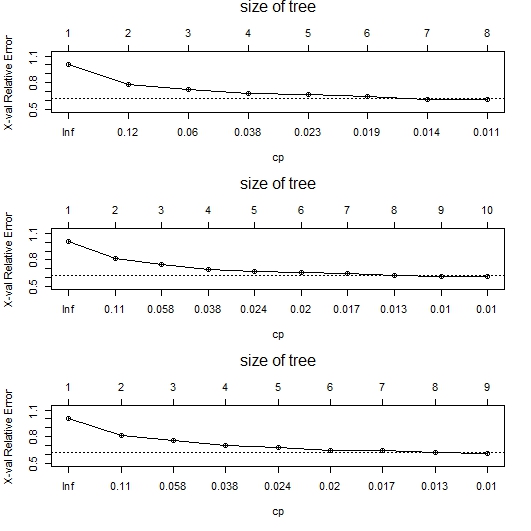 size of tree
1 2 3 4 5 6 7 8
X-val Relative Error
0.5 0.8 1.1
Inf 0.12 0.06 0.038 0.023 0.019 0.014 0.011
cp
size of tree
1 2 3 4 5 6 7 8 9 10
X-val Relative Error
0.5 0.8 1.1
Inf 0.11 0.058 0.038 0.024 0.02 0.017 0.013 0.01 0.01
cp
size of tree
1 2 3 4 5 6 7 8 9
X-val Relative Error
0.5 0.8 1.1
Inf 0.11 0.058 0.038 0.024 0.02 0.017 0.013 0.01
cp